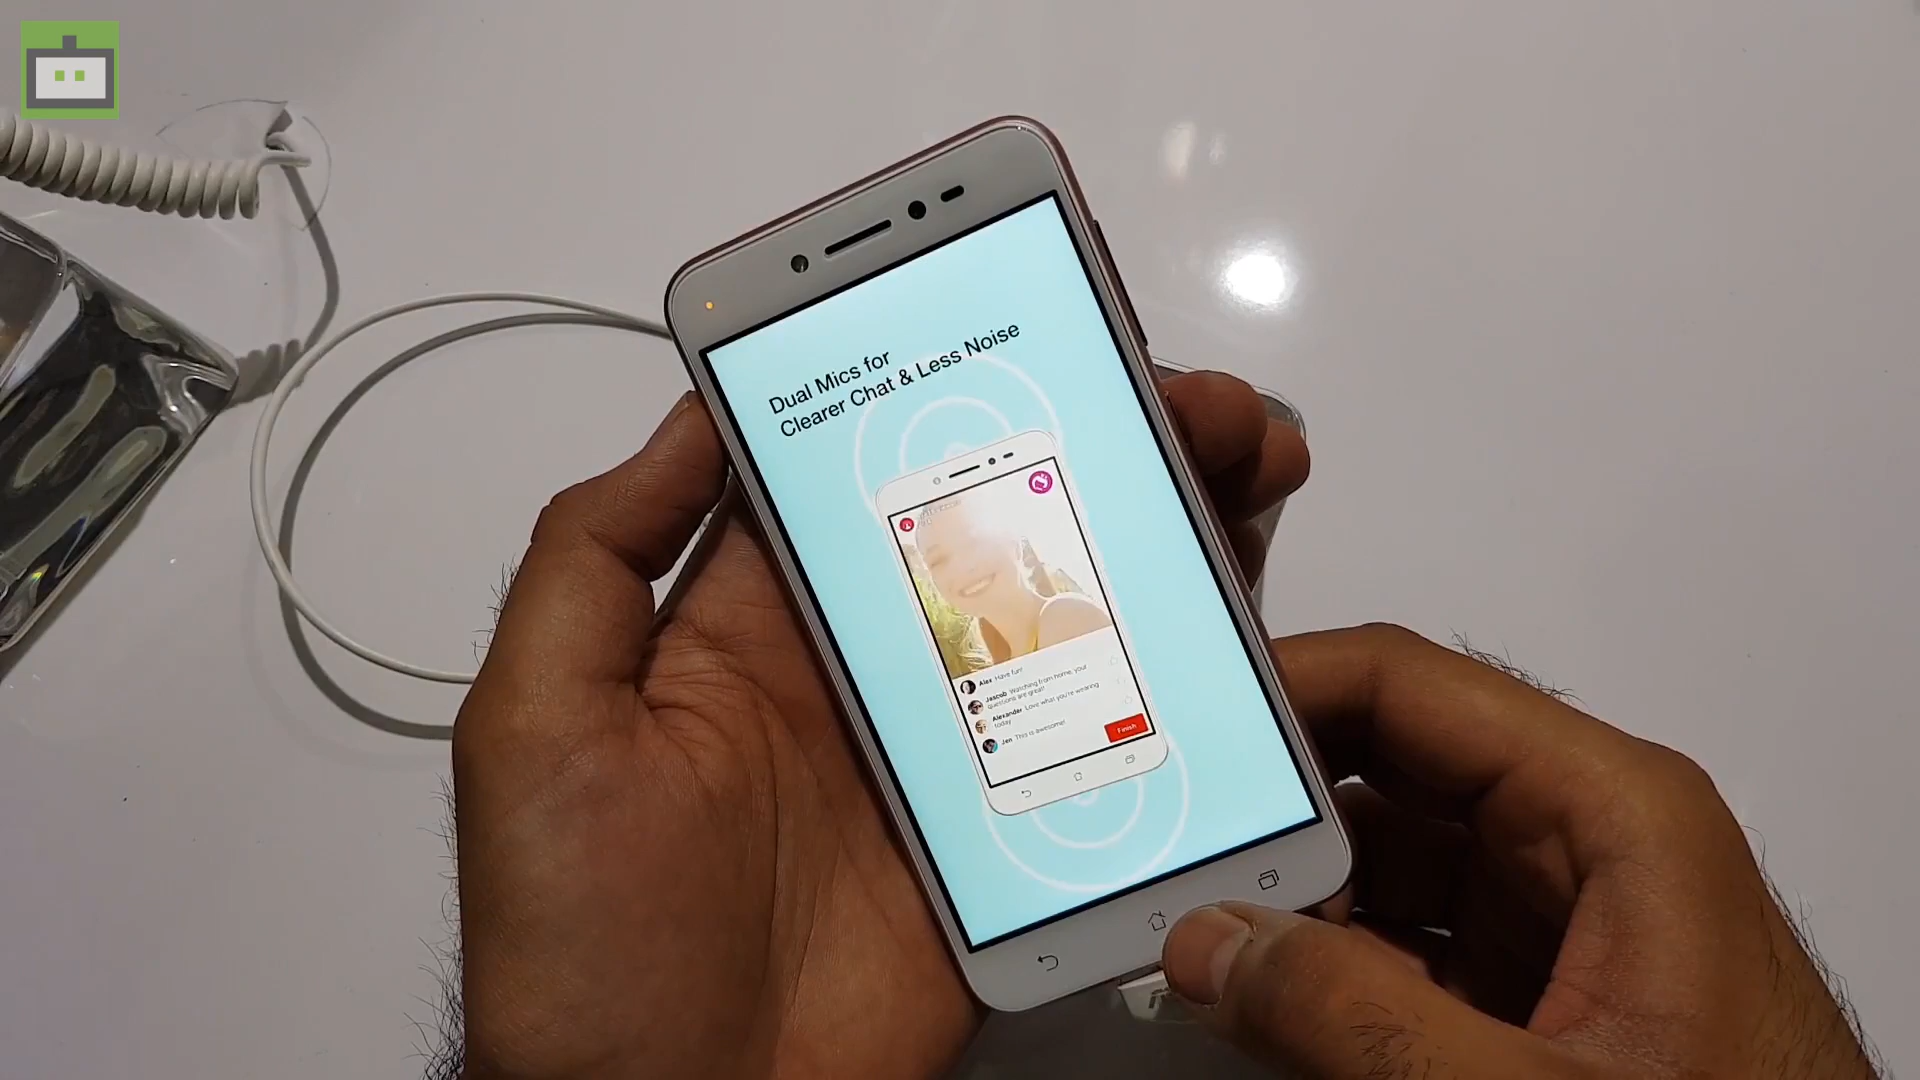 Dual Mics for
Clearer Chat & Less Noise
Alex Have fun!
Jascob Watching from home, your
questions are great!
Alexander Love what you're wearing
today
Jen This is awesome!
Finish